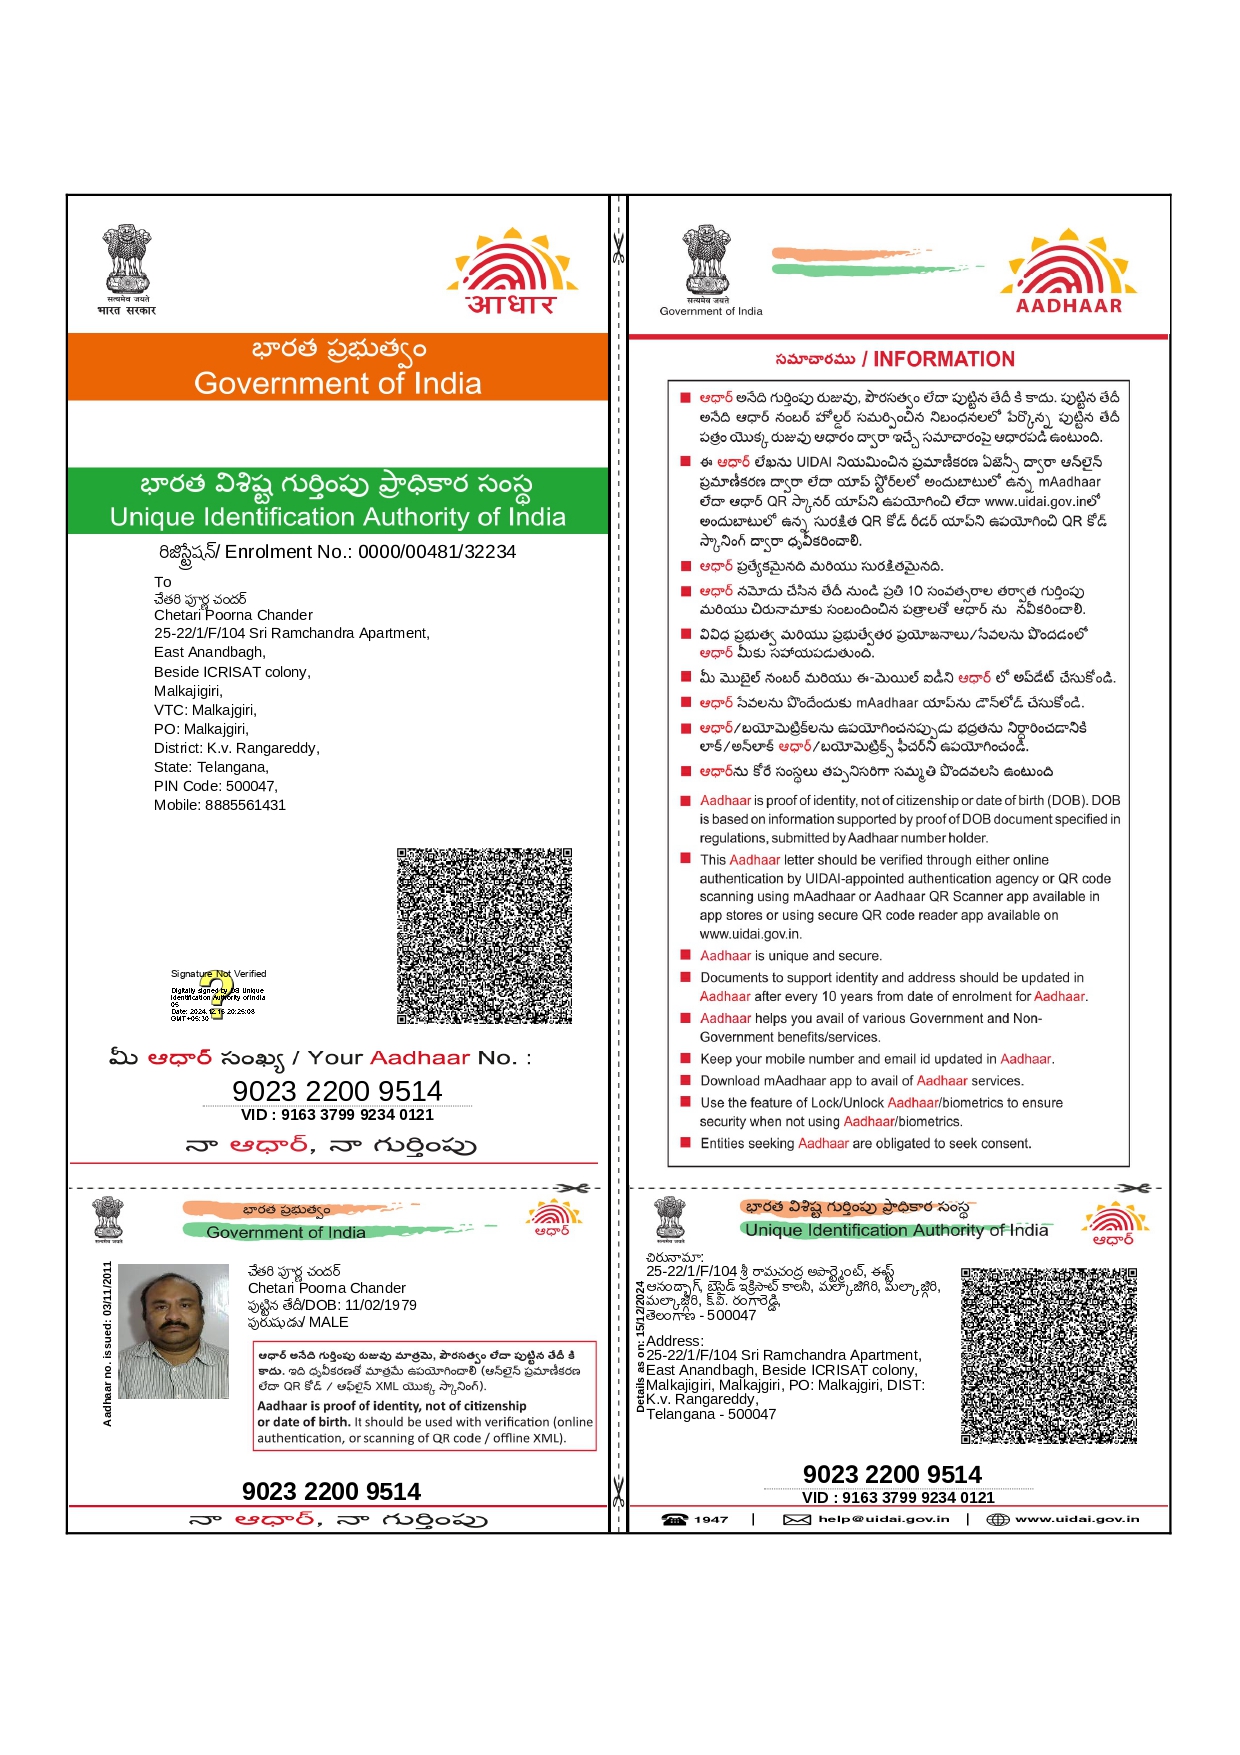 सत्यमेव जयते
भारत सरकार
आधार
భారత ప్రభుత్వం
Government of India
భారత విశిష్ట గుర్తింపు ప్రాధికార సంస్థ
Unique Identification Authority of India
రిజిస్ట్రేషన్/ Enrolment No.: 0000/00481/32234
To
చేతరి పూర్ణ చందర్
Chetari Poorna Chander
25-22/1/F/104 Sri Ramchandra Apartment,
East Anandbagh,
Beside ICRISAT colony,
Malkajigiri,
VTC: Malkajgiri,
PO: Malkajgiri,
District: K.v. Rangareddy,
State: Telangana,
PIN Code: 500047,
Mobile: 8885561431
Signature Not Verified
Digitally signed by DS Unique
Identification Authority of India
05
Date: 2024.12.16 20:25:08
GMT+05:30
మీ ఆధార్ సంఖ్య / Your Aadhaar No. :
9023 2200 9514
VID : 9163 3799 9234 0121
నా ఆధార్, నా గుర్తింపు
భారత ప్రభుత్వం
Government of India
ఆధార్
Aadhaar no. issued: 03/11/2011
చేతరి పూర్ణ చందర్
Chetari Poorna Chander
పుట్టిన తేదీ/DOB: 11/02/1979
పురుషుడు/ MALE
ఆధార్ అనేది గుర్తింపు రుజువు మాత్రమె, పౌరసత్వం లేదా పుట్టిన తేదీ కి
కాదు. ఇది ధృవీకరణతో మాత్రమే ఉపయోగించాలి (ఆన్‌లైన్ ప్రమాణీకరణ
లేదా QR కోడ్ / ఆఫ్‌లైన్ XML యొక్క స్కానింగ్).
Aadhaar is proof of identity, not of citizenship
or date of birth. It should be used with verification (online
authentication, or scanning of QR code / offline XML).
9023 2200 9514
నా ఆధార్, నా గుర్తింపు
सत्यमेव जयते
Government of India
AADHAAR
సమాచారము / INFORMATION
ఆధార్ అనేది గుర్తింపు రుజువు, పౌరసత్వం లేదా పుట్టిన తేదీ కి కాదు. పుట్టిన తేదీ
అనేది ఆధార్ నంబర్ హోల్డర్ సమర్పించిన నిబంధనలలో పేర్కొన్న పుట్టిన తేదీ
పత్రం యొక్క రుజువు ఆధారం ద్వారా ఇచ్చే సమాచారంపై ఆధారపడి ఉంటుంది.
ఈ ఆధార్ లేఖను UIDAI నియమించిన ప్రమాణీకరణ ఏజెన్సీ ద్వారా ఆన్‌లైన్
ప్రమాణీకరణ ద్వారా లేదా యాప్ స్టోర్‌లలో అందుబాటులో ఉన్న mAadhaar
లేదా ఆధార్ QR స్కానర్ యాప్‌ని ఉపయోగించి లేదా www.uidai.gov.inలో
అందుబాటులో ఉన్న సురక్షిత QR కోడ్ రీడర్ యాప్‌ని ఉపయోగించి QR కోడ్
స్కానింగ్ ద్వారా ధృవీకరించాలి.
ఆధార్ ప్రత్యేకమైనది మరియు సురక్షితమైనది.
ఆధార్ నమోదు చేసిన తేదీ నుండి ప్రతి 10 సంవత్సరాల తర్వాత గుర్తింపు
మరియు చిరునామాకు సంబందించిన పత్రాలతో ఆధార్ ను నవీకరించాలి.
వివిధ ప్రభుత్వ మరియు ప్రభుత్వేతర ప్రయోజనాలు/సేవలను పొందడంలో
ఆధార్ మీకు సహాయపడుతుంది.
మీ మొబైల్ నంబర్ మరియు ఈ-మెయిల్ ఐడీని ఆధార్ లో అప్‌డేట్ చేసుకోండి.
ఆధార్ సేవలను పొందేందుకు mAadhaar యాప్‌ను డౌన్‌లోడ్ చేసుకోండి.
ఆధార్/బయోమెట్రిక్‌లను ఉపయోగించనప్పుడు భద్రతను నిర్ధారించడానికి
లాక్/అన్‌లాక్ ఆధార్/బయోమెట్రిక్స్ ఫీచర్‌ని ఉపయోగించండి.
ఆధార్‌ను కోరే సంస్థలు తప్పనిసరిగా సమ్మతి పొందవలసి ఉంటుంది
Aadhaar is proof of identity, not of citizenship or date of birth (DOB). DOB
is based on information supported by proof of DOB document specified in
regulations, submitted by Aadhaar number holder.
This Aadhaar letter should be verified through either online
authentication by UIDAI-appointed authentication agency or QR code
scanning using mAadhaar or Aadhaar QR Scanner app available in
app stores or using secure QR code reader app available on
www.uidai.gov.in.
Aadhaar is unique and secure.
Documents to support identity and address should be updated in
Aadhaar after every 10 years from date of enrolment for Aadhaar.
Aadhaar helps you avail of various Government and Non-
Government benefits/services.
Keep your mobile number and email id updated in Aadhaar.
Download mAadhaar app to avail of Aadhaar services.
Use the feature of Lock/Unlock Aadhaar/biometrics to ensure
security when not using Aadhaar/biometrics.
Entities seeking Aadhaar are obligated to seek consent.
భారత విశిష్ట గుర్తింపు ప్రాధికార సంస్థ
Unique Identification Authority of India
ఆధార్
Details as on: 15/12/2024
చిరునామా:
25-22/1/F/104 శ్రీ రామచంద్ర అపార్ట్మెంట్, ఈస్ట్
ఆనంద్బాగ్, బెసైడ్ ఇక్రిసాట్ కాలనీ, మల్కాజిగిరి, మల్కాజ్గిరి,
మల్కాజ్గిరి, క్.వి. రంగారెడ్డి,
తెలంగాణ - 500047
Address:
25-22/1/F/104 Sri Ramchandra Apartment,
East Anandbagh, Beside ICRISAT colony,
Malkajigiri, Malkajgiri, PO: Malkajgiri, DIST:
K.v. Rangareddy,
Telangana - 500047
9023 2200 9514
VID : 9163 3799 9234 0121
1947 | help@uidai.gov.in | www.uidai.gov.in